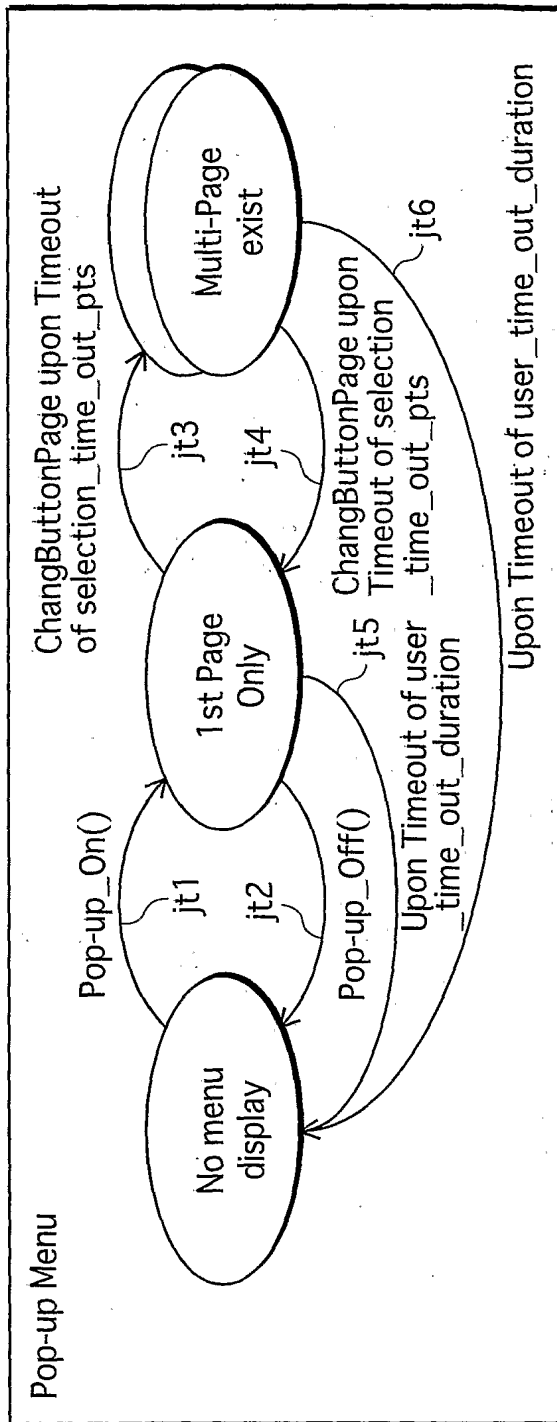 Pop-up Menu
Pop-up_On()
ChangButtonPage upon Timeout
of selection_time_out_pts
jt1
jt3
No menu
display
1st Page
Only
Multi-Page
exist
jt2
jt4
Pop-up_Off()
ChangButtonPage upon
Timeout of selection
_time_out_pts
jt5
jt6
Upon Timeout of user
_time_out_duration
Upon Timeout of user_time_out_duration